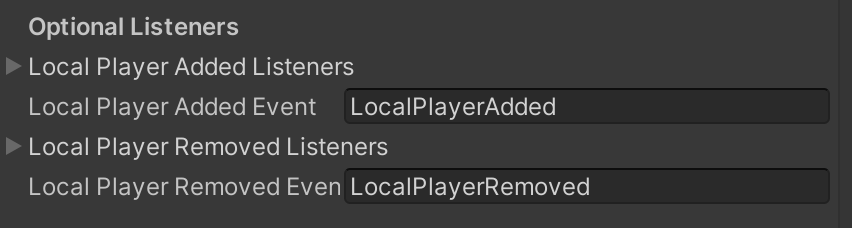 Optional Listeners
Local Player Added Listeners
Local Player Added Event LocalPlayerAdded
Local Player Removed Listeners
Local Player Removed Even LocalPlayerRemoved